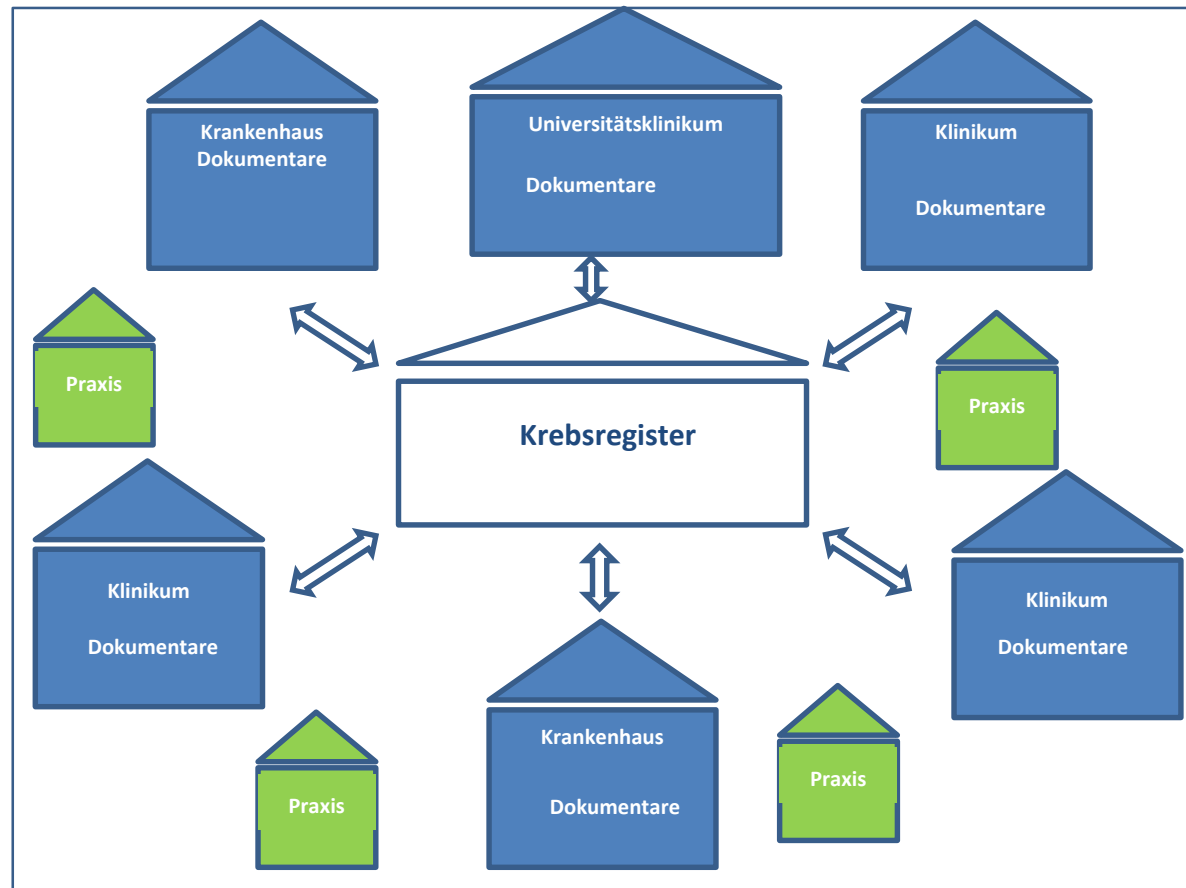 Krankenhaus
Dokumentare
Universitätsklinikum
Dokumentare
Klinikum
Dokumentare
Praxis
Praxis
Krebsregister
Klinikum
Dokumentare
Klinikum
Dokumentare
Krankenhaus
Dokumentare
Praxis
Praxis